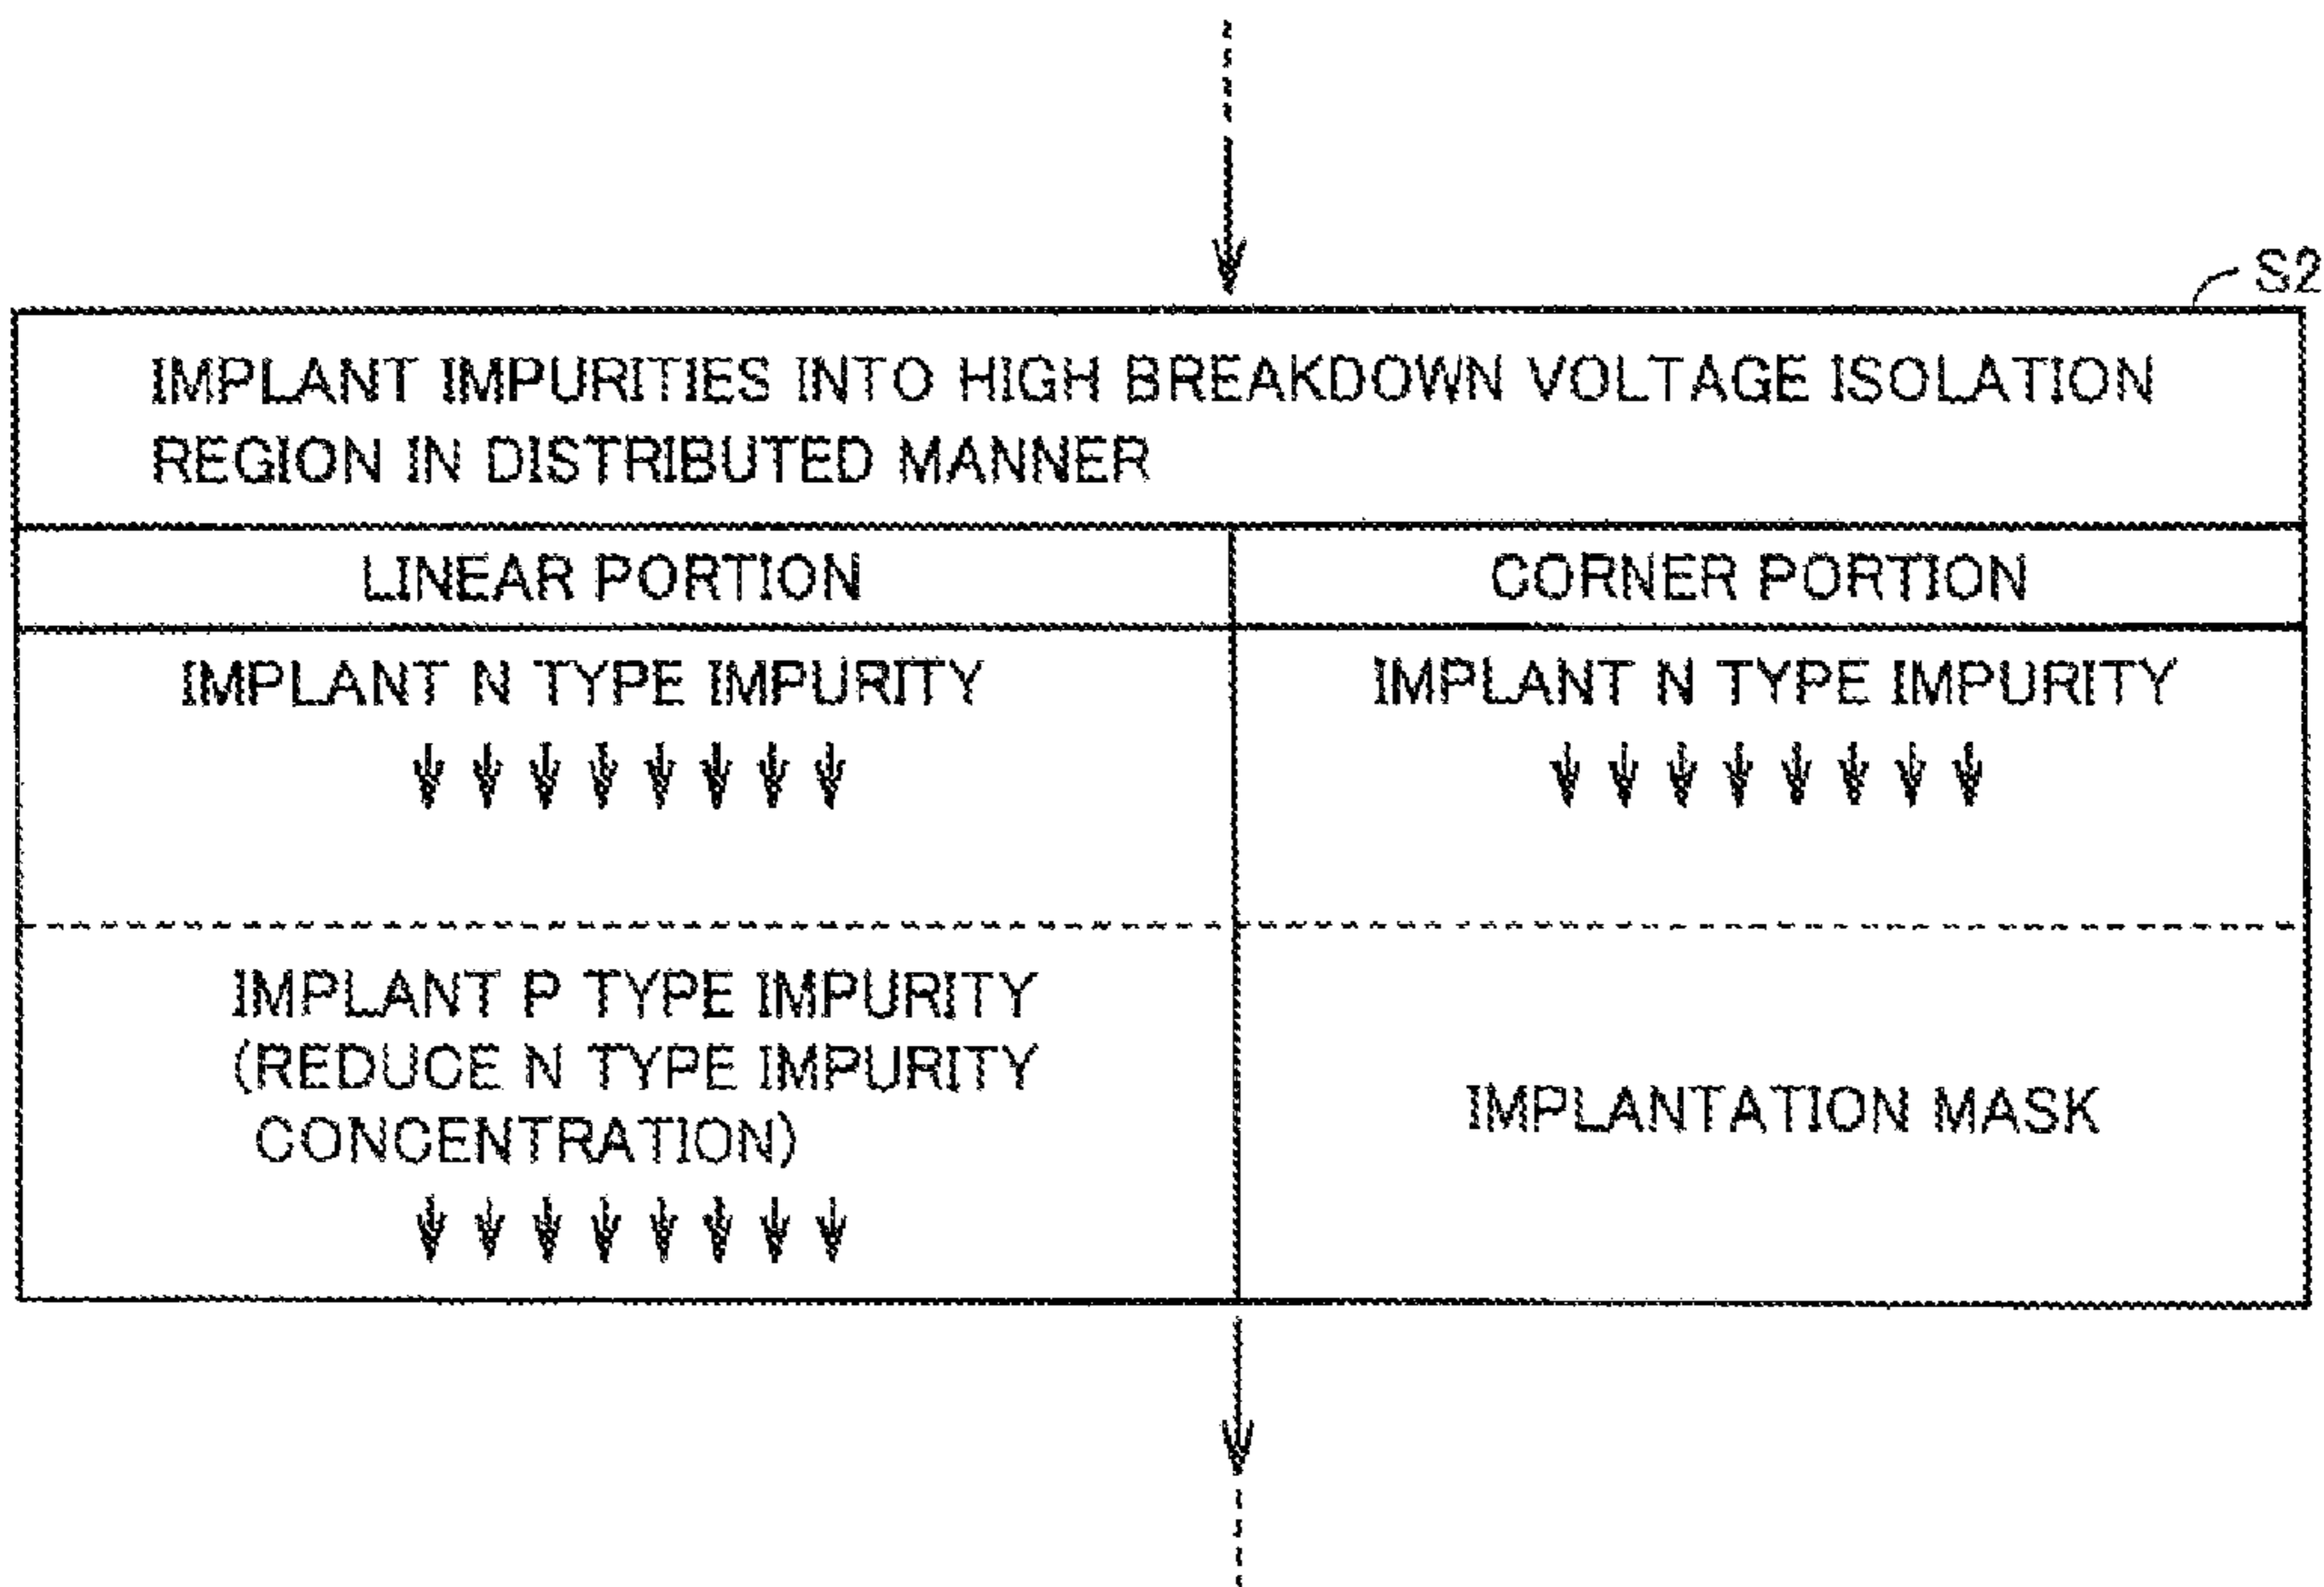 S2
IMPLANT IMPURITIES INTO HIGH BREAKDOWN VOLTAGE ISOLATION
REGION IN DISTRIBUTED MANNER
LINEAR PORTION
CORNER PORTION
IMPLANT N TYPE IMPURITY
IMPLANT N TYPE IMPURITY
IMPLANT P TYPE IMPURITY
(REDUCE N TYPE IMPURITY
CONCENTRATION)
IMPLANTATION MASK